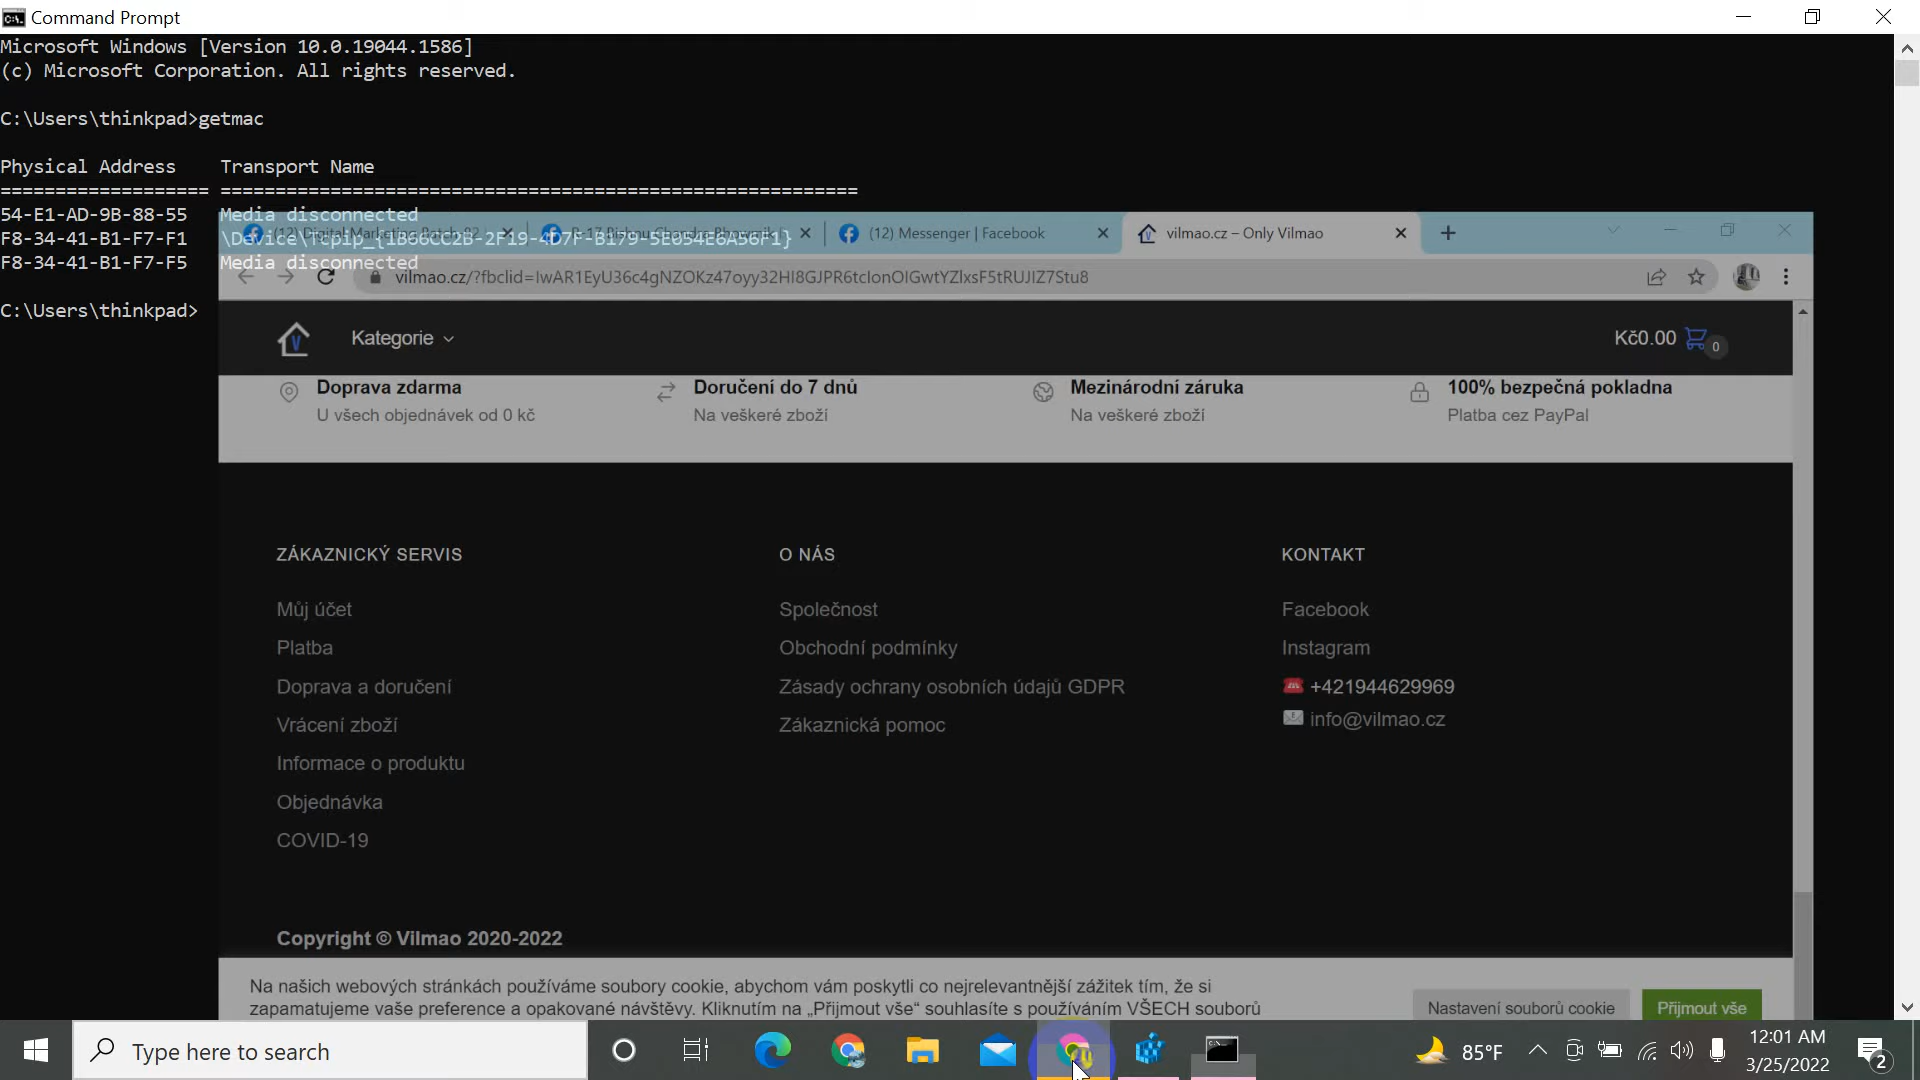 Command Prompt
Microsoft Windows [Version 10.0.19044.1586]
(c) Microsoft Corporation. All rights reserved.
C:\Users\thinkpad>getmac
Physical Address Transport Name
=================== ==========================================================
54-E1-AD-9B-88-55 Media disconnected
F8-34-41-B1-F7-F1 \Device\Tcpip_{1B66CC2B-2F19-4D7F-B179-5E054E6A56F1}
F8-34-41-B1-F7-F5 Media disconnected
C:\Users\thinkpad>
(12) Messenger | Facebook
vilmao.cz – Only Vilmao
vilmao.cz/?fbclid=IwAR1EyU36c4gNZOKz47oyy32HI8GJPR6tcIonOIGwtYZlxsF5tRUJIZ7Stu8
Kategorie
Kč0.00 0
Doprava zdarma
U všech objednávek od 0 kč
Doručení do 7 dnů
Na veškeré zboží
Mezinárodní záruka
Na veškeré zboží
100% bezpečná pokladna
Platba cez PayPal
ZÁKAZNICKÝ SERVIS
Můj účet
Platba
Doprava a doručení
Vrácení zboží
Informace o produktu
Objednávka
COVID-19
O NÁS
Společnost
Obchodní podmínky
Zásady ochrany osobních údajů GDPR
Zákaznická pomoc
KONTAKT
Facebook
Instagram
+421944629969
info@vilmao.cz
Copyright © Vilmao 2020-2022
Na našich webových stránkách používáme soubory cookie, abychom vám poskytli co nejrelevantnější zážitek tím, že si
zapamatujeme vaše preference a opakované návštěvy. Kliknutím na „Přijmout vše“ souhlasíte s používáním VŠECH souborů
Nastavení souborů cookie
Přijmout vše
Type here to search
85°F
12:01 AM
3/25/2022
2